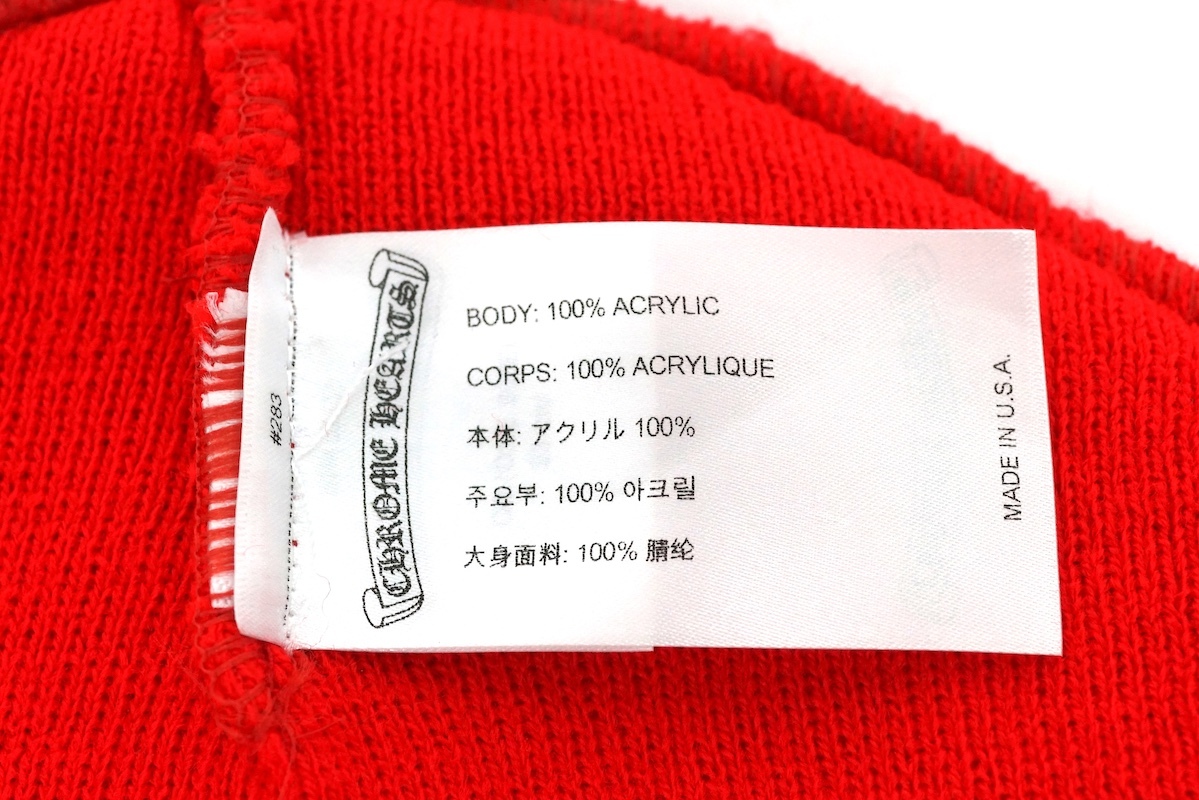 #283
CHROME HEARTS
BODY: 100% ACRYLIC
CORPS: 100% ACRYLIQUE
本体: アクリル 100%
주요부: 100% 아크릴
大身面料: 100% 腈纶
MADE IN U.S.A.